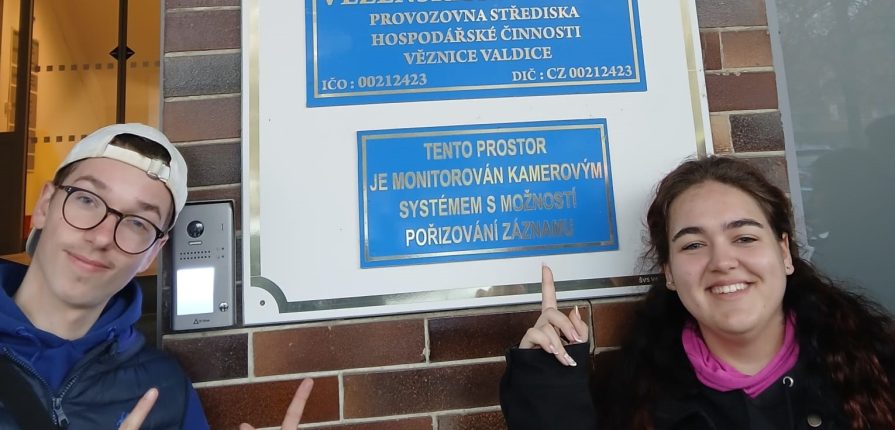 PROVOZOVNA STŘEDISKA
HOSPODÁŘSKÉ ČINNOSTI
VĚZNICE VALDICE
IČO : 00212423 DIČ : CZ 00212423
TENTO PROSTOR
JE MONITOROVÁN KAMEROVÝM
SYSTÉMEM S MOŽNOSTÍ
POŘIZOVÁNÍ ZÁZNAMU